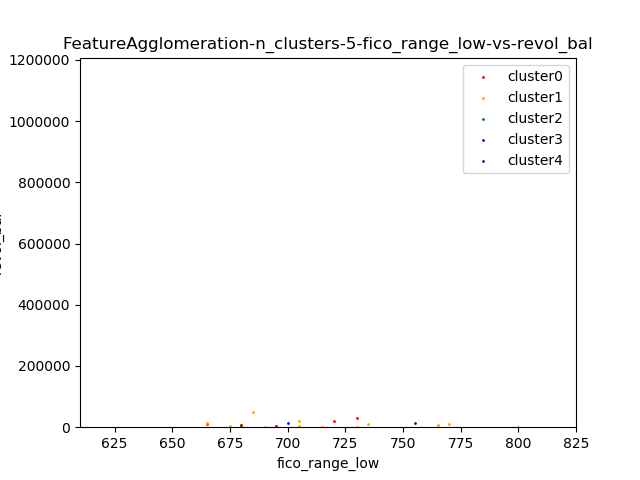 FeatureAgglomeration-n_clusters-5-fico_range_low-vs-revol_bal
1200000
1000000
800000
600000
400000
200000
0
cluster0
cluster1
cluster2
cluster3
cluster4
625 650 675 700 725 750 775 800 825
fico_range_low